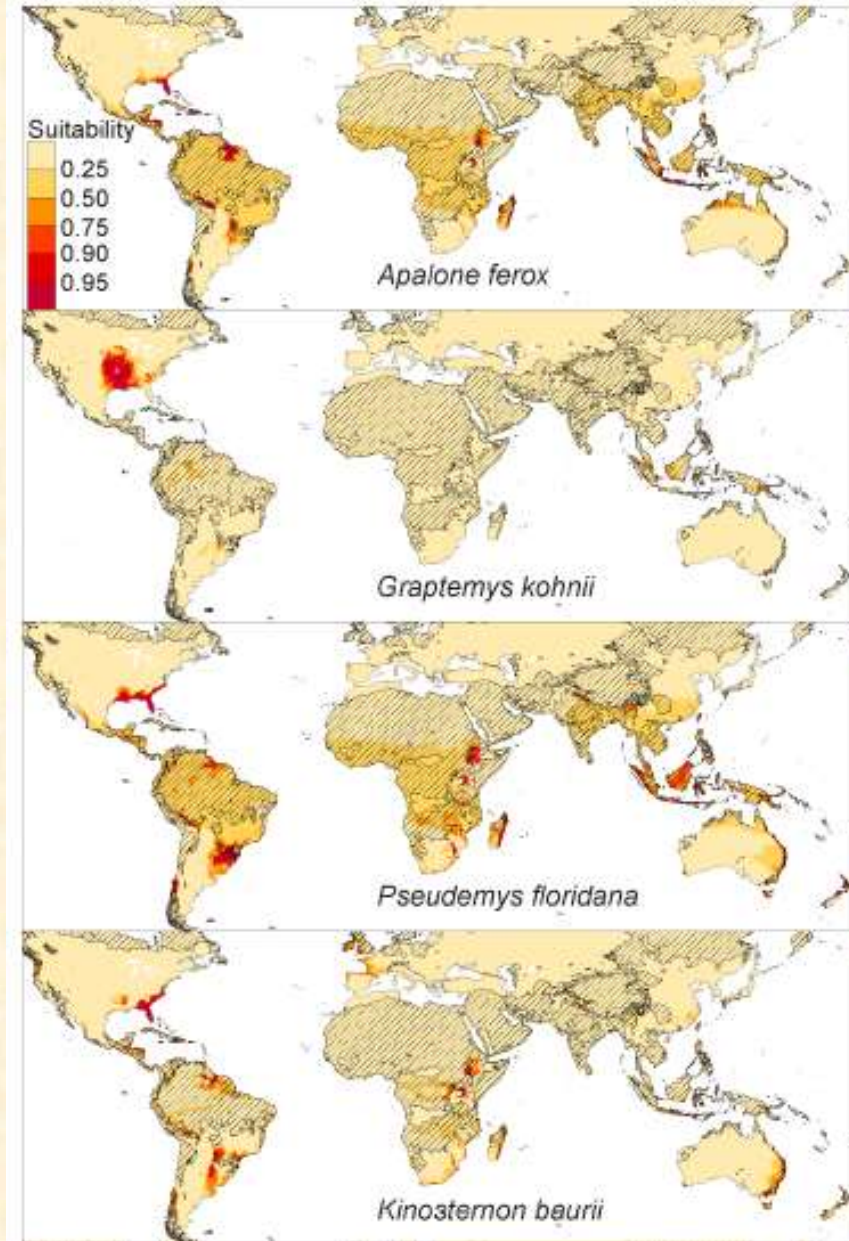 Suitability
0.25
0.50
0.75
0.90
0.95
Apalone ferox
Graptemys kohnii
Pseudemys floridana
Kinosternon baurii